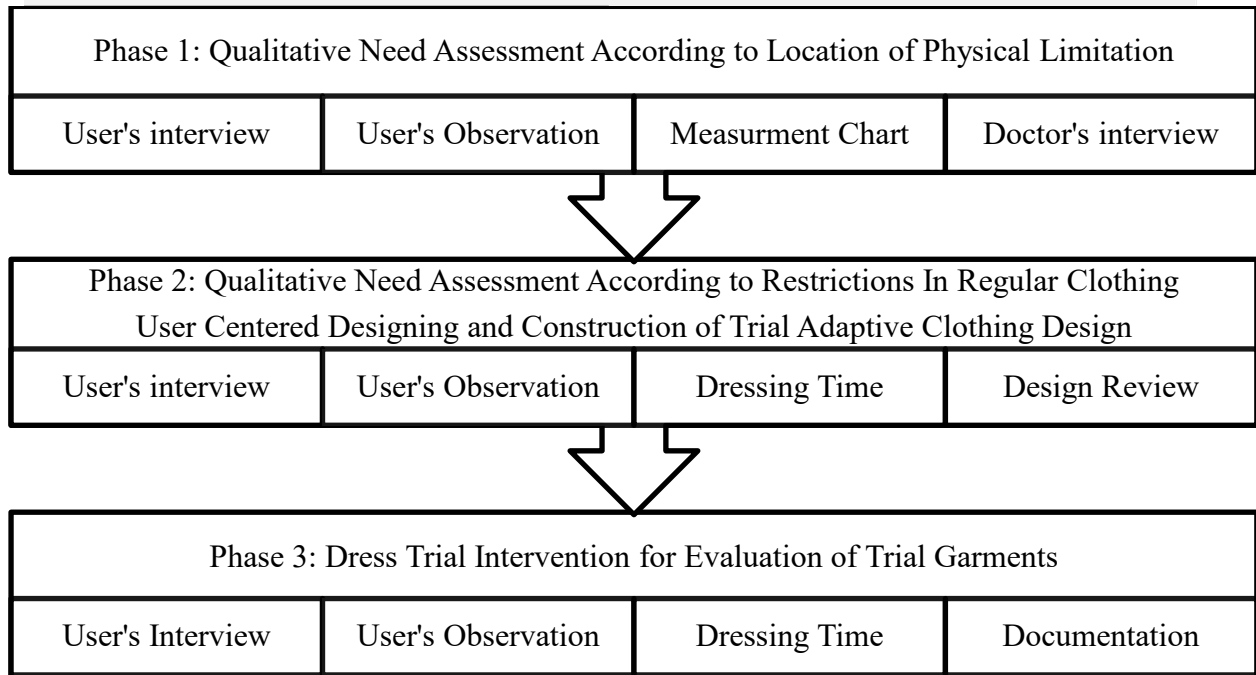 Phase 1: Qualitative Need Assessment According to Location of Physical Limitation
User's interview
User's Observation
Measurment Chart
Doctor's interview
Phase 2: Qualitative Need Assessment According to Restrictions In Regular Clothing
User Centered Designing and Construction of Trial Adaptive Clothing Design
User's interview
User's Observation
Dressing Time
Design Review
Phase 3: Dress Trial Intervention for Evaluation of Trial Garments
User's Interview
User's Observation
Dressing Time
Documentation